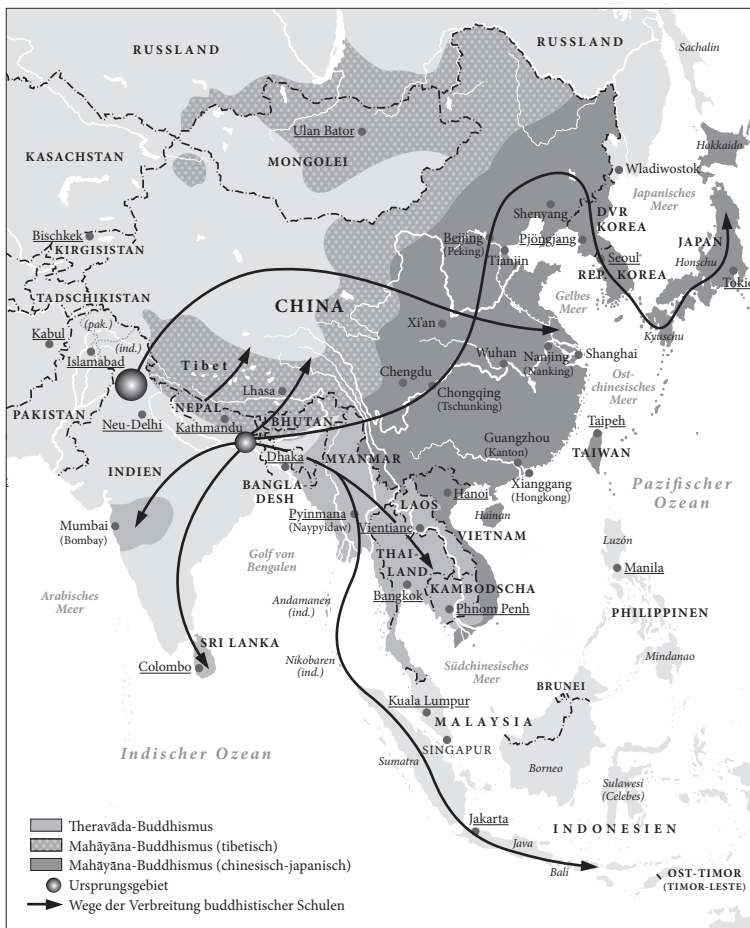 RUSSLAND
RUSSLAND
Sachalin
Ulan Bator
MONGOLEI
KASACHSTAN
Hokkaido
Wladiwostok
Japanisches
Meer
Bischkek
KIRGISISTAN
Shenyang
DVR
KOREA
Beijing
(Peking)
Pjöngjang
Tianjin
JAPAN
Honschu
Seoul
REP. KOREA
Tokio
TADSCHIKISTAN
CHINA
(pak.)
(ind.)
Kabul
Islamabad
Gelbes
Meer
Kyuschu
Xi'an
Tibet
Wuhan
Nanjing
(Nanking)
Shanghai
Chengdu
Ost-
chinesisches
Meer
Lhasa
Chongqing
(Tschunking)
PAKISTAN
NEPAL
Neu-Delhi
Kathmandu
BHUTAN
Taipeh
Guangzhou
(Kanton)
TAIWAN
Dhaka
MYANMAR
INDIEN
BANGLA-
DESH
Xianggang
(Hongkong)
Pazifischer
Ozean
Hanoi
LAOS
Pyinmana
(Naypyidaw)
Hainan
Mumbai
(Bombay)
Vientiane
VIETNAM
Luzón
Golf von
Bengalen
THAI-
LAND
Manila
Arabisches
Meer
KAMBODSCHA
Bangkok
Andamanen
(ind.)
Phnom Penh
PHILIPPINEN
SRI LANKA
Mindanao
Nikobaren
(ind.)
Südchinesisches
Meer
Colombo
BRUNEI
Kuala Lumpur
MALAYSIA
Indischer Ozean
SINGAPUR
Sumatra
Borneo
Sulawesi
(Celebes)
Jakarta
INDONESIEN
Java
Bali
OST-TIMOR
(TIMOR-LESTE)
Theravāda-Buddhismus
Mahāyāna-Buddhismus (tibetisch)
Mahāyāna-Buddhismus (chinesisch-japanisch)
Ursprungsgebiet
Wege der Verbreitung buddhistischer Schulen